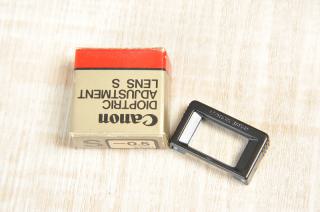 Canon
DIOPTRIC
ADJUSTMENT
LENS S
S
−0.5